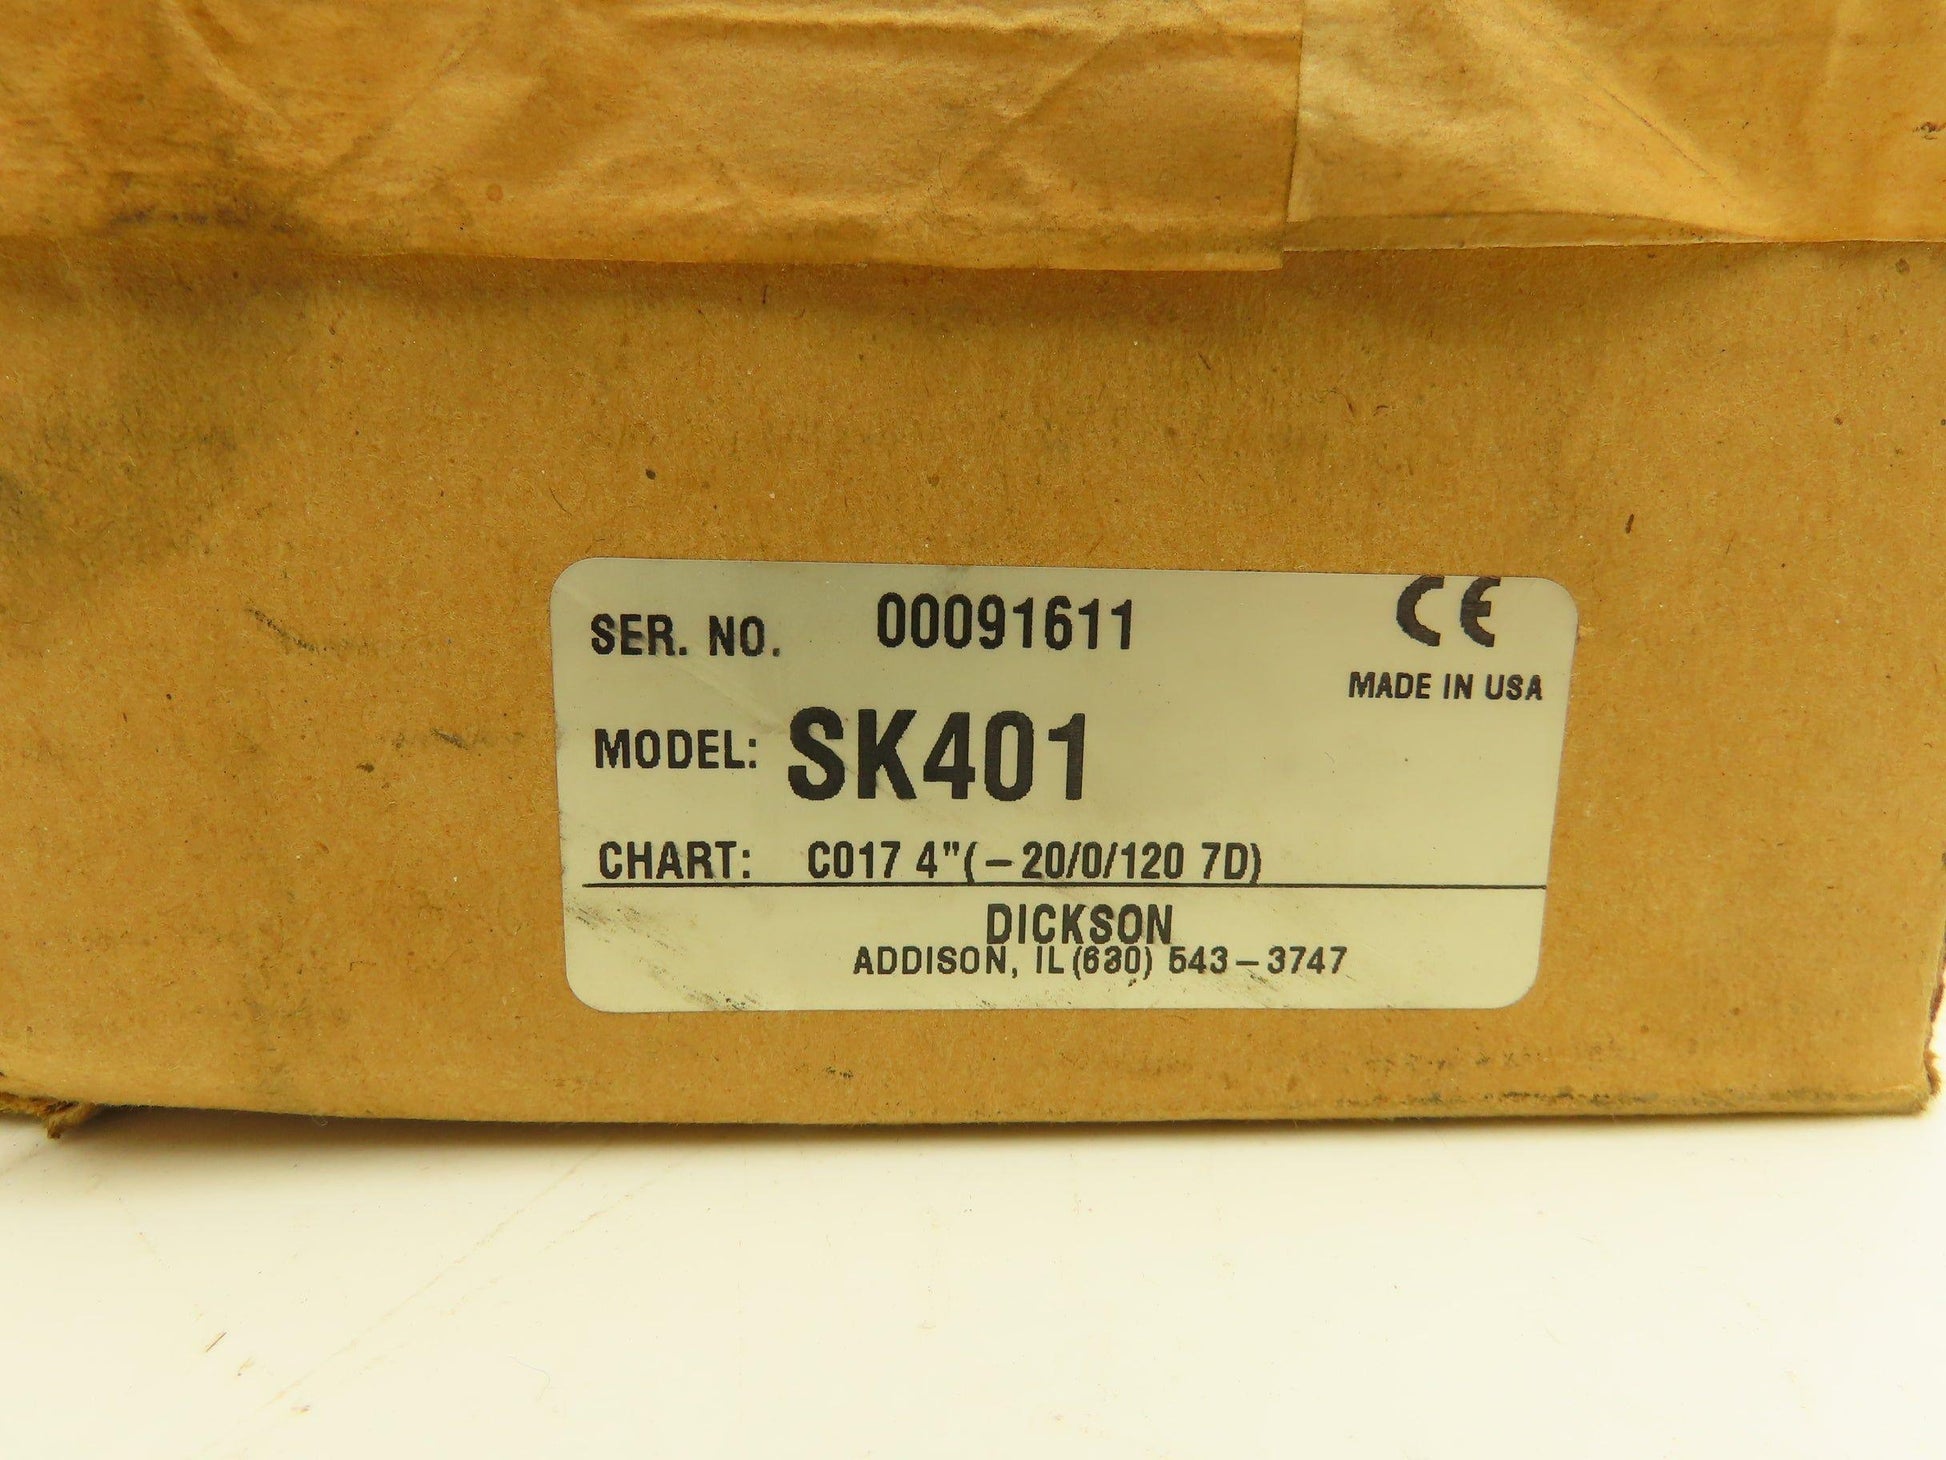 SER. NO. 00091611 CE
MADE IN USA
MODEL: SK401
CHART: C017 4"(-20/0/120 7D)
DICKSON
ADDISON, IL (630) 543-3747